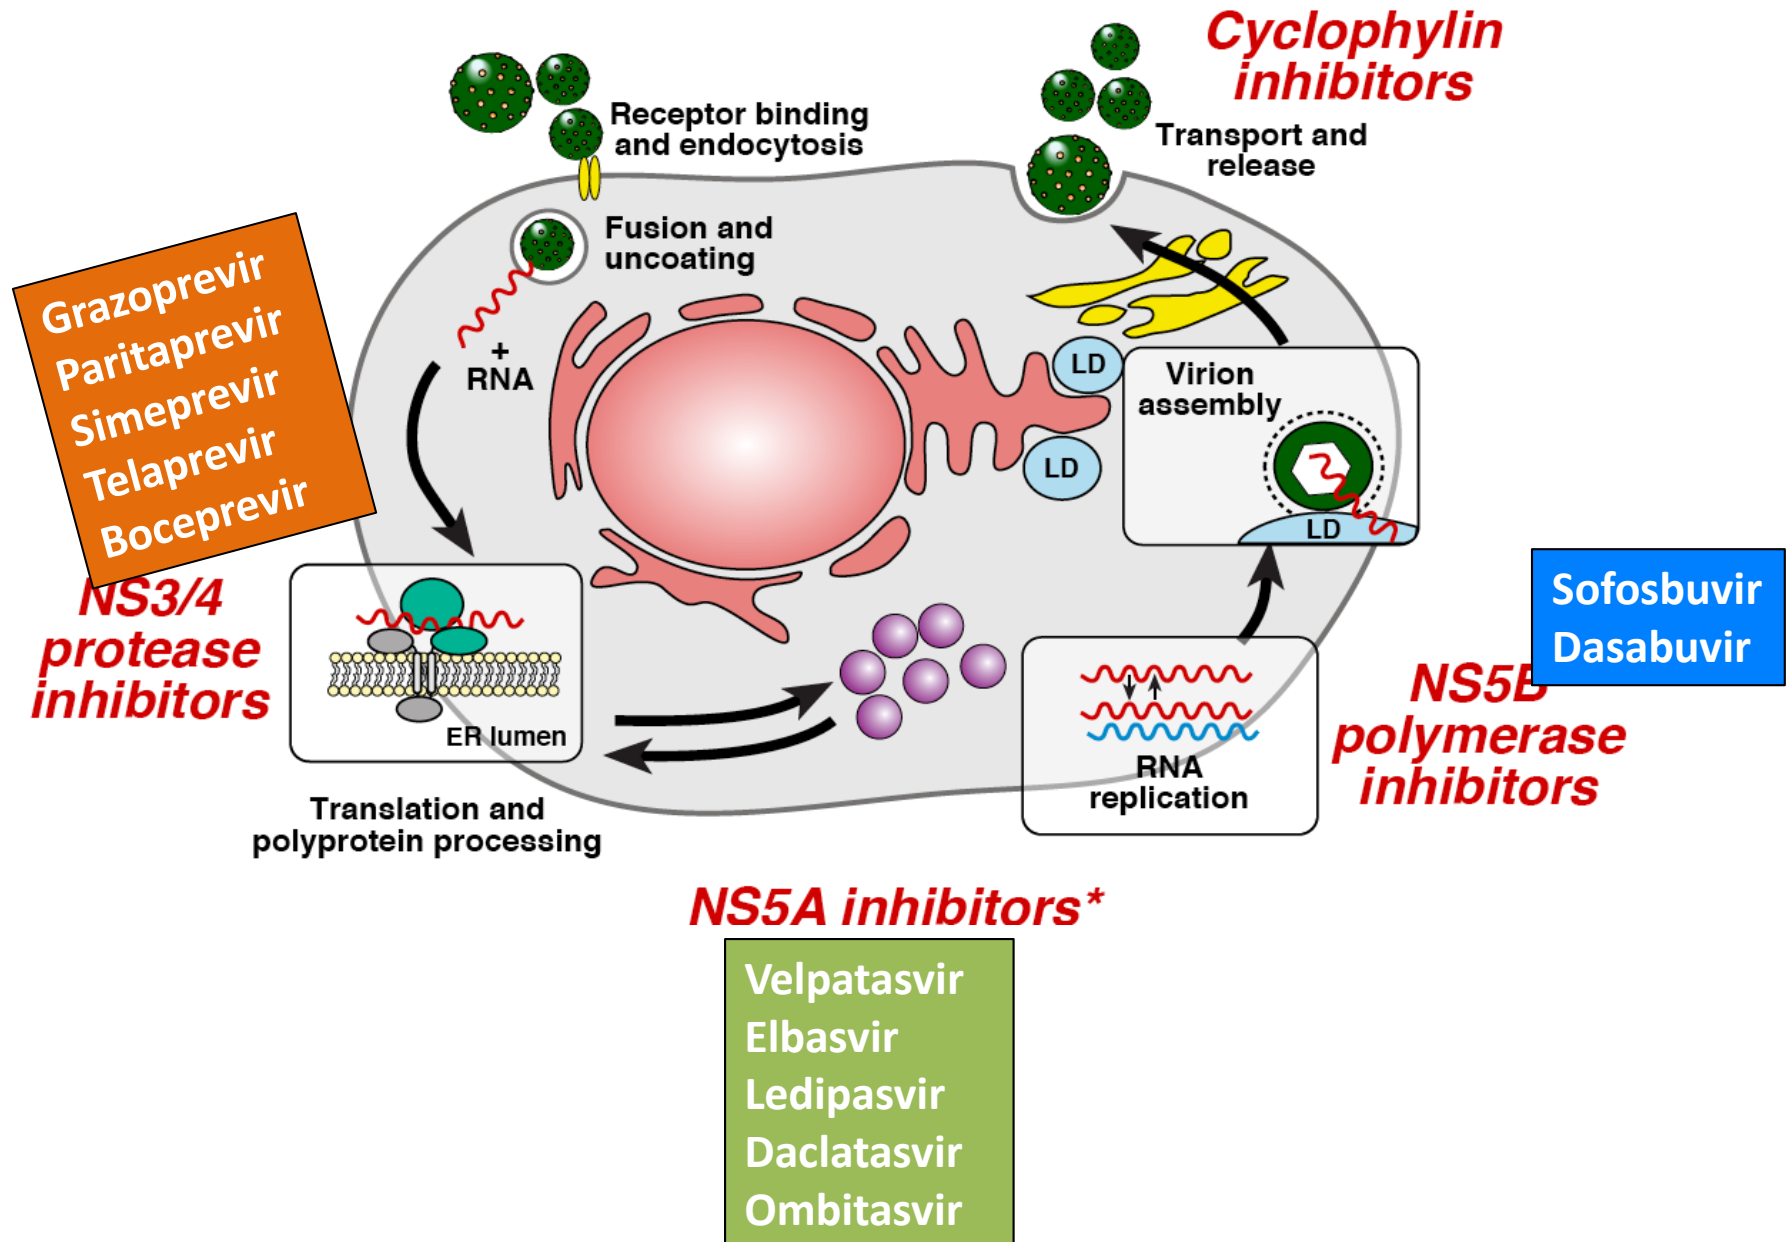 Cyclophylin
inhibitors
Receptor binding
and endocytosis
Transport and
release
Fusion and
uncoating
+
RNA
Grazoprevir
Paritaprevir
Simeprevir
Telaprevir
Boceprevir
NS3/4
protease
inhibitors
LD
LD
Virion
assembly
LD
Sofosbuvir
Dasabuvir
NS5B
polymerase
inhibitors
ER lumen
Translation and
polyprotein processing
RNA
replication
NS5A inhibitors*
Velpatasvir
Elbasvir
Ledipasvir
Daclatasvir
Ombitasvir